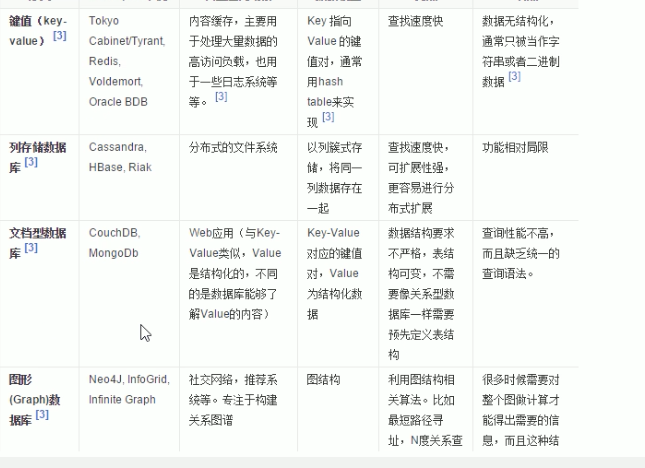 键值（key-
value） [3]
Tokyo
Cabinet/Tyrant,
Redis,
Voldemort,
Oracle BDB
内容缓存，主要用
于处理大量数据的
高访问负载，也用
于一些日志系统等
等。 [3]
Key 指向
Value 的键
值对，通常
用hash
table来实
现 [3]
查找速度快
数据无结构化，
通常只被当作字
符串或者二进制
数据 [3]
列存储数据
库 [3]
Cassandra,
HBase, Riak
分布式的文件系统
以列簇式存
储，将同一
列数据存在
一起
查找速度快，
可扩展性强，
更容易进行分
布式扩展
功能相对局限
文档型数据
库 [3]
CouchDB,
MongoDb
Web应用（与Key-
Value类似，Value
是结构化的，不同
的是数据库能够了
解Value的内容）
Key-Value
对应的键值
对，Value
为结构化数
据
数据结构要求
不严格，表结
构可变，不需
要像关系型数
据库一样需要
预先定义表结
构
查询性能不高，
而且缺乏统一的
查询语法。
图形
(Graph)数
据库 [3]
Neo4J, InfoGrid,
Infinite Graph
社交网络，推荐系
统等。专注于构建
关系图谱
图结构
利用图结构相
关算法。比如
最短路径寻
址，N度关系查
很多时候需要对
整个图做计算才
能得出需要的信
息，而且这种结